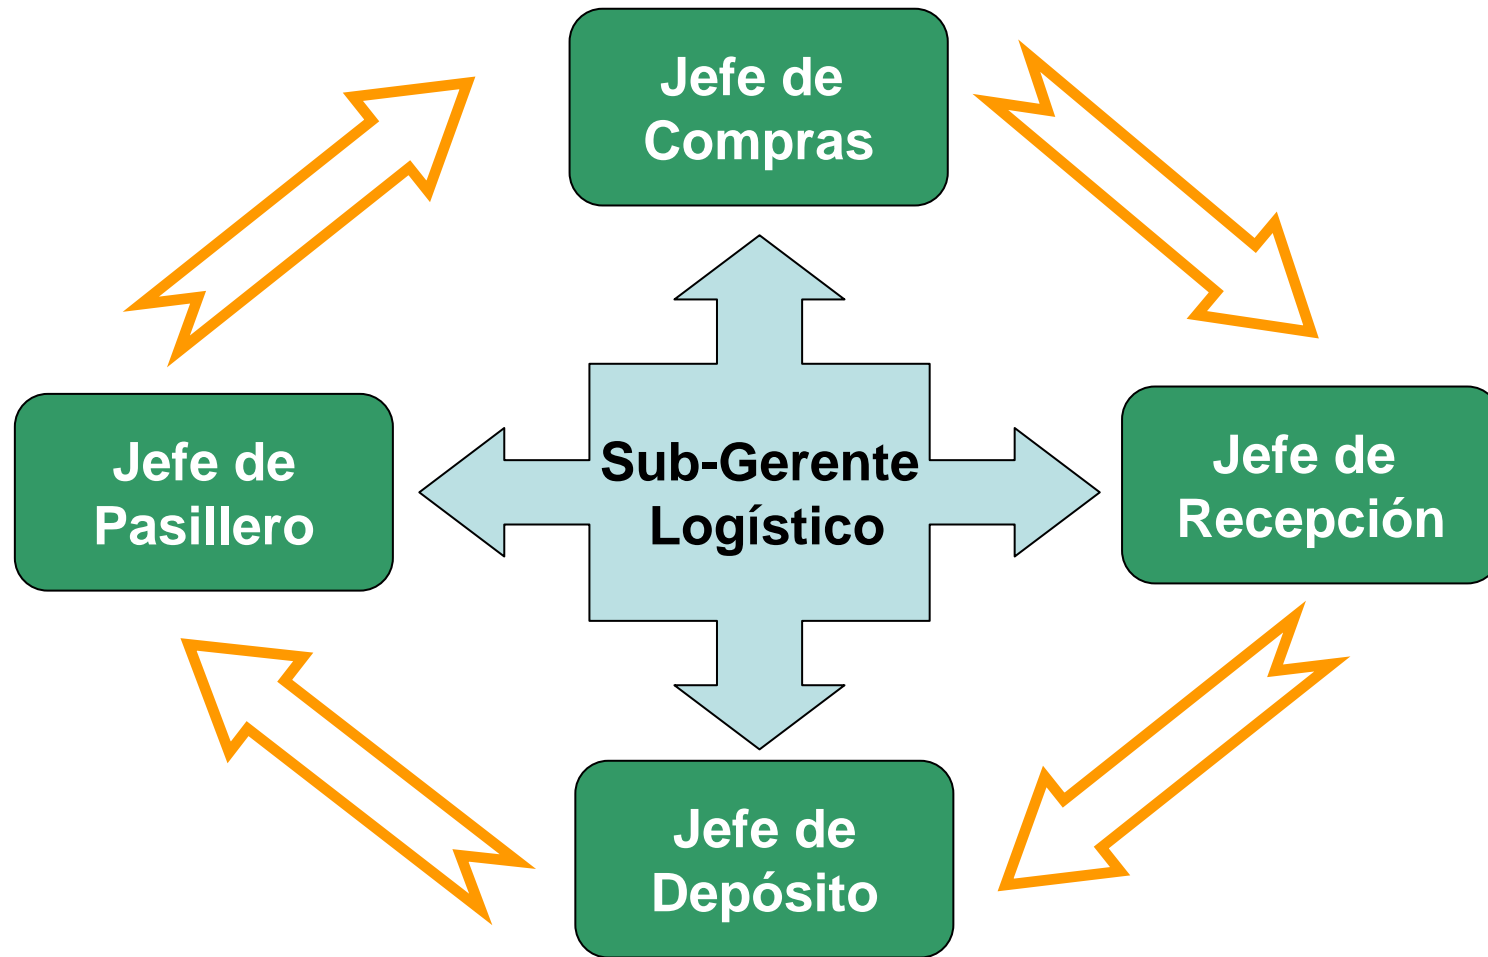 Jefe de
Compras
Jefe de
Pasillero
Sub-Gerente
Logístico
Jefe de
Recepción
Jefe de
Depósito